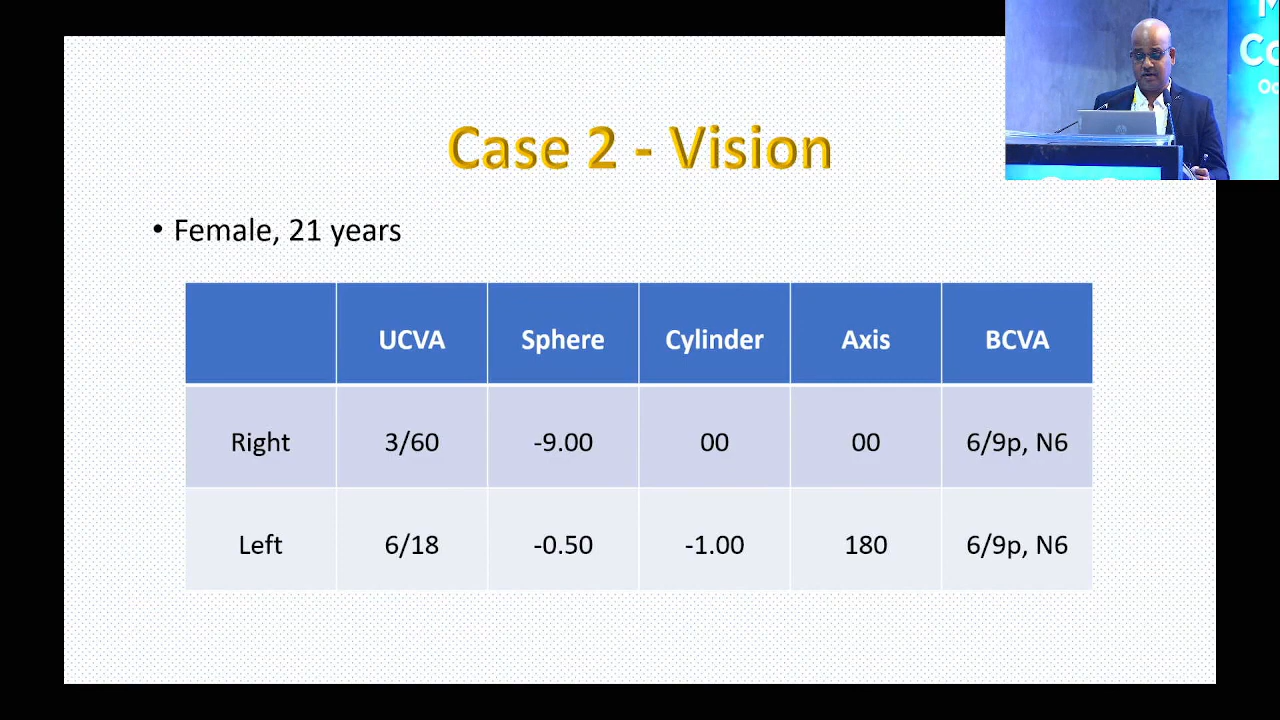 Case 2 - Vision
• Female, 21 years
UCVA Sphere Cylinder Axis BCVA
Right 3/60 -9.00 00 00 6/9p, N6
Left 6/18 -0.50 -1.00 180 6/9p, N6